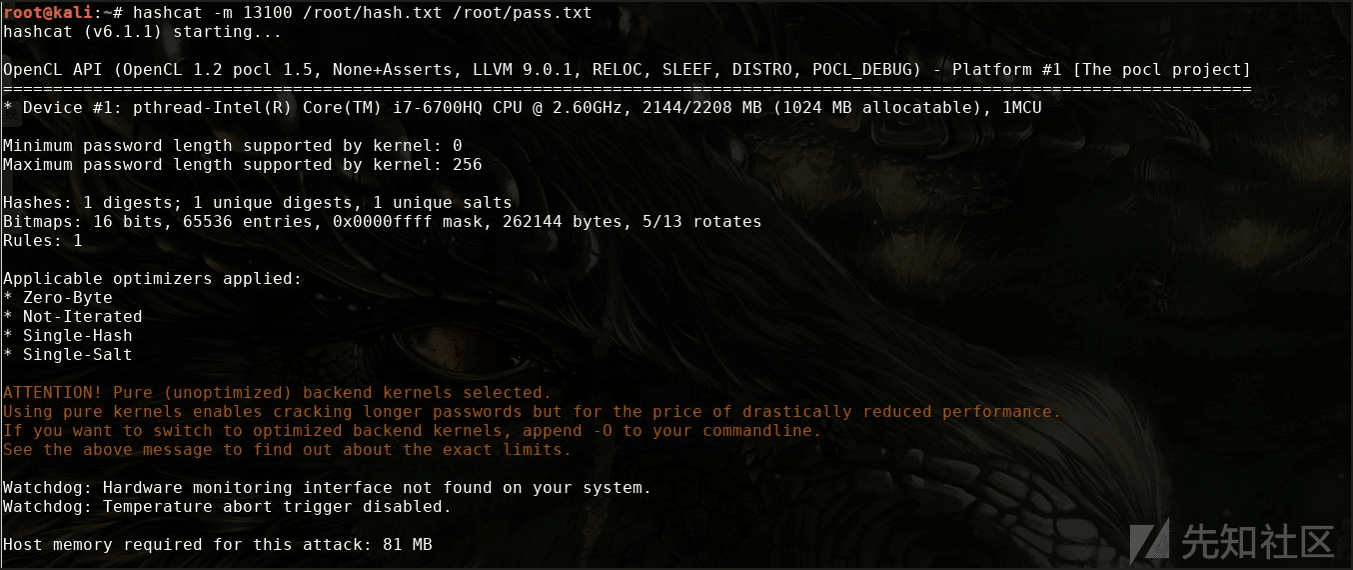 root@kali:~# hashcat -m 13100 /root/hash.txt /root/pass.txt
hashcat (v6.1.1) starting...
OpenCL API (OpenCL 1.2 pocl 1.5, None+Asserts, LLVM 9.0.1, RELOC, SLEEF, DISTRO, POCL_DEBUG) - Platform #1 [The pocl project]
=============================================================================================================================
* Device #1: pthread-Intel(R) Core(TM) i7-6700HQ CPU @ 2.60GHz, 2144/2208 MB (1024 MB allocatable), 1MCU
Minimum password length supported by kernel: 0
Maximum password length supported by kernel: 256
Hashes: 1 digests; 1 unique digests, 1 unique salts
Bitmaps: 16 bits, 65536 entries, 0x0000ffff mask, 262144 bytes, 5/13 rotates
Rules: 1
Applicable optimizers applied:
* Zero-Byte
* Not-Iterated
* Single-Hash
* Single-Salt
ATTENTION! Pure (unoptimized) backend kernels selected.
Using pure kernels enables cracking longer passwords but for the price of drastically reduced performance.
If you want to switch to optimized backend kernels, append -O to your commandline.
See the above message to find out about the exact limits.
Watchdog: Hardware monitoring interface not found on your system.
Watchdog: Temperature abort trigger disabled.
Host memory required for this attack: 81 MB
先知社区